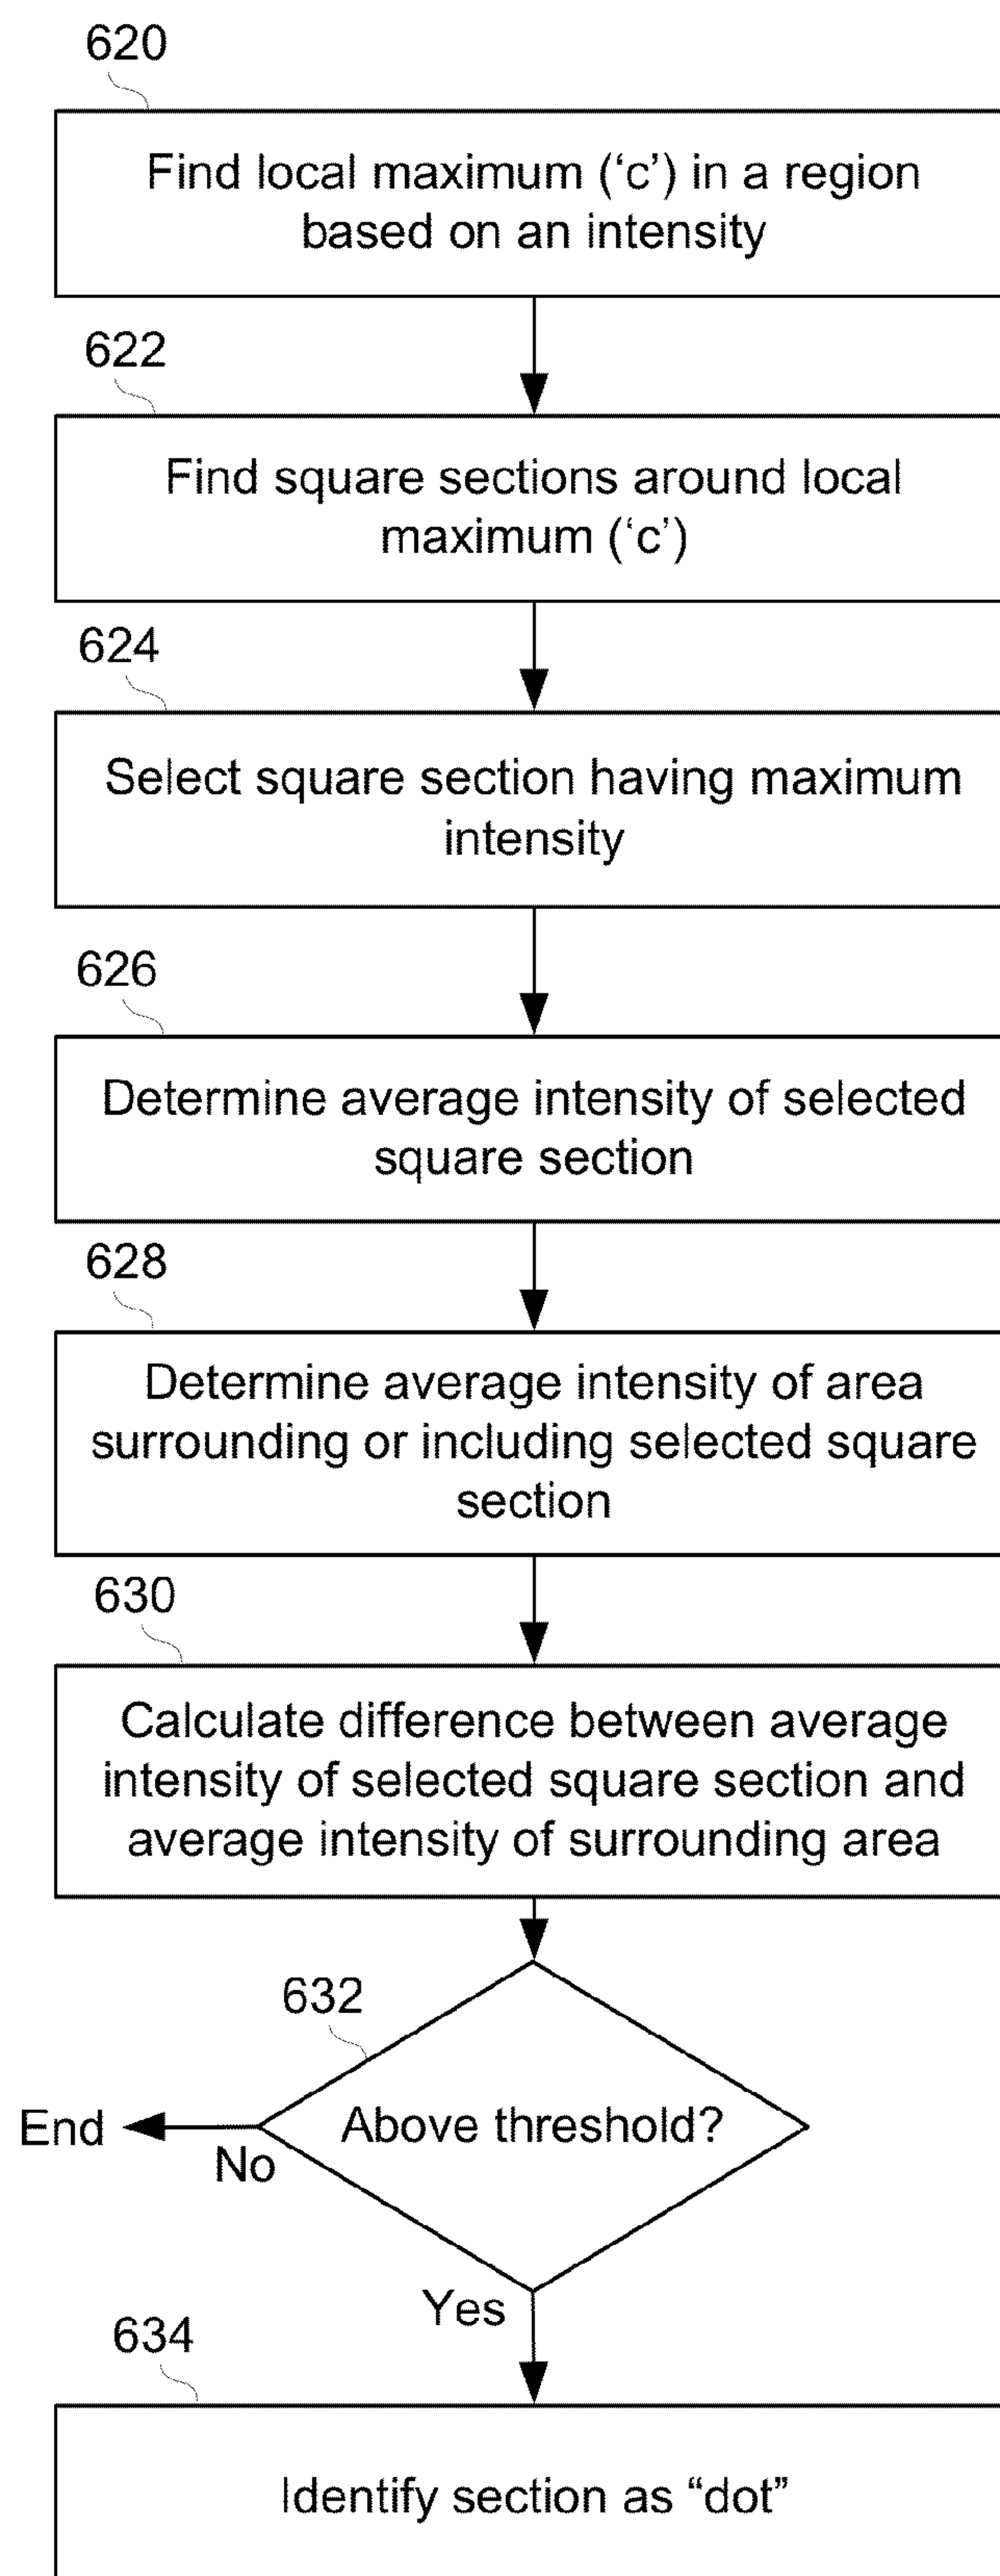 620
Find local maximum (‘c’) in a region
based on an intensity
622
Find square sections around local
maximum (‘c’)
624
Select square section having maximum
intensity
626
Determine average intensity of selected
square section
628
Determine average intensity of area
surrounding or including selected square
section
630
Calculate difference between average
intensity of selected square section and
average intensity of surrounding area
632
Above threshold?
End
No
Yes
634
Identify section as “dot”